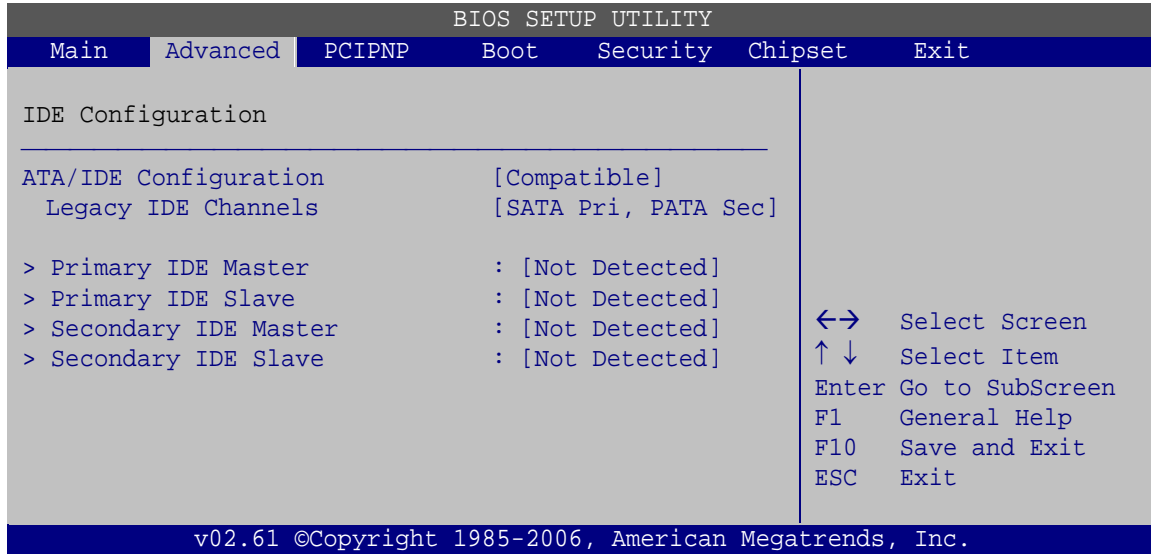 BIOS SETUP UTILITY
Main Advanced PCIPNP Boot Security Chipset Exit
IDE Configuration
ATA/IDE Configuration [Compatible]
Legacy IDE Channels [SATA Pri, PATA Sec]
> Primary IDE Master : [Not Detected]
> Primary IDE Slave : [Not Detected]
> Secondary IDE Master : [Not Detected]
> Secondary IDE Slave : [Not Detected]
←→ Select Screen
↑ ↓ Select Item
Enter Go to SubScreen
F1 General Help
F10 Save and Exit
ESC Exit
v02.61 ©Copyright 1985-2006, American Megatrends, Inc.